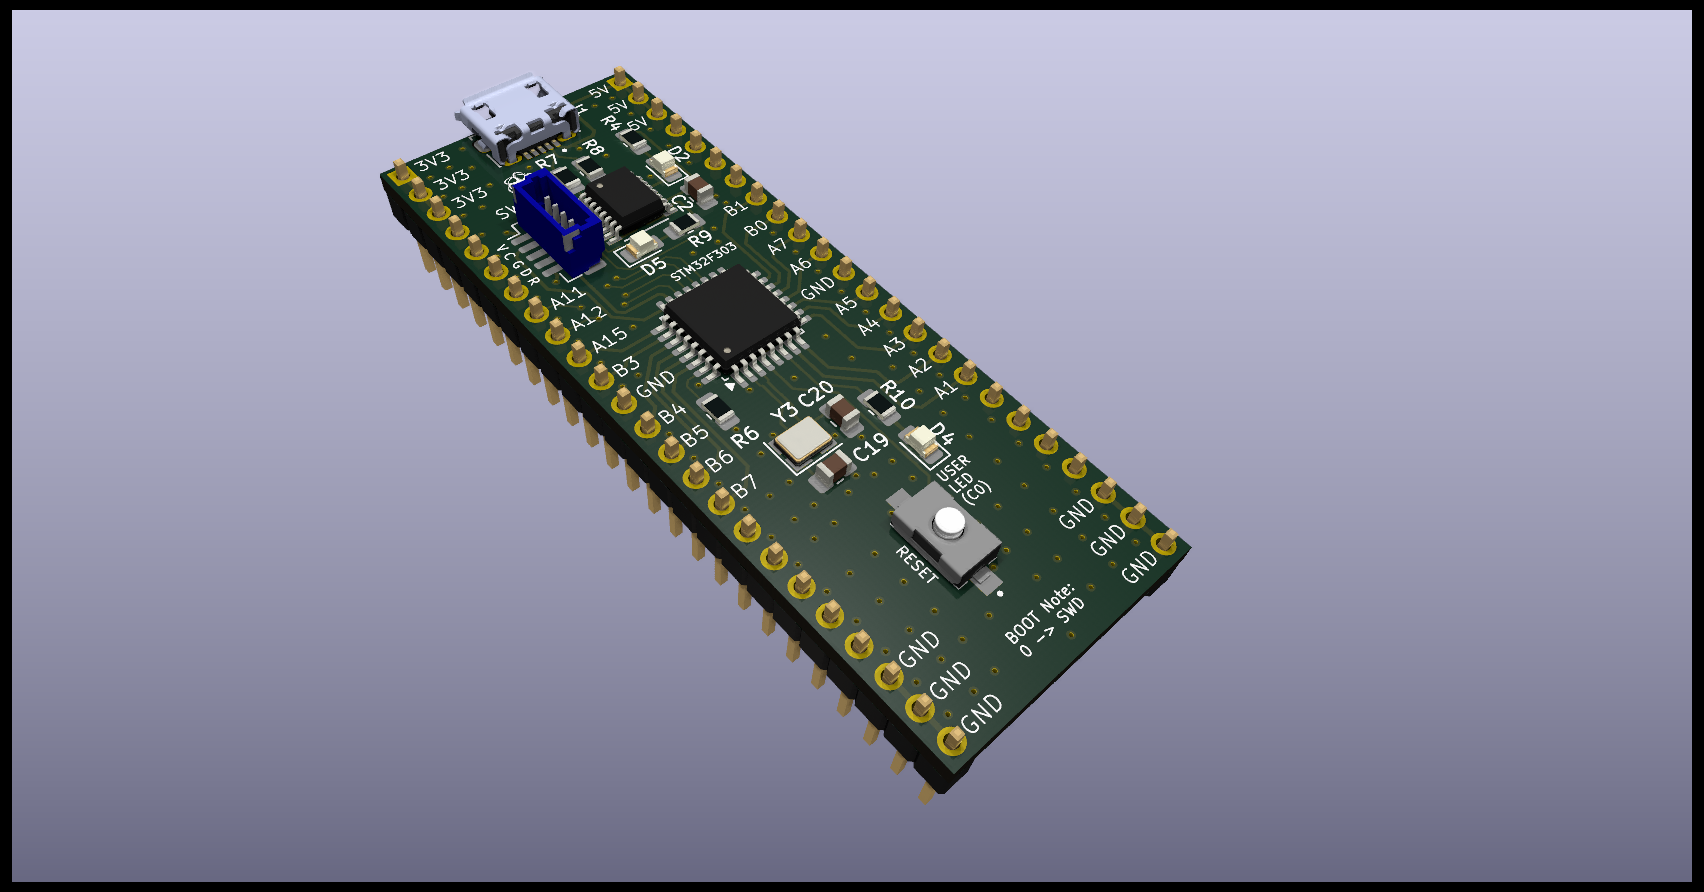 5V
5V
5V
R4
D2
R8
R7
3V3
3V3
3V3
R9
D5
STM32F303
V C G D R
B1
B0
A7
A6
GND
A5
A4
A3
A2
A1
A11
A12
A15
B3
GND
B4
B5
B6
B7
R6
Y3
C20
C19
R10
D4
USER
LED
(C0)
RESET
BOOT Note:
0 -> SWD
GND
GND
GND
GND
GND
GND